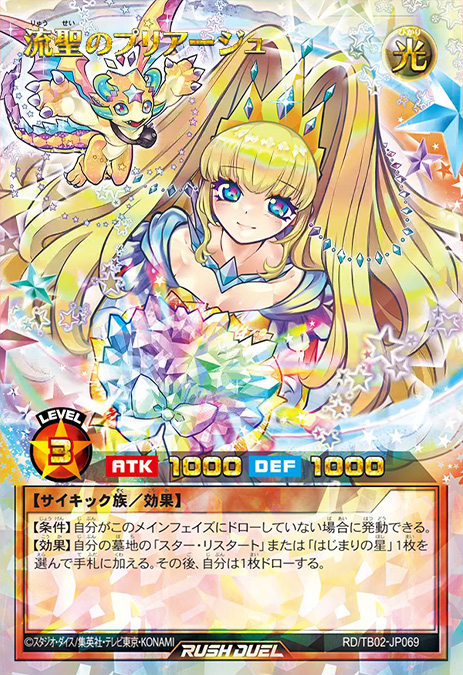 流聖のプリアージュ
りゅう せい
光
ひかり
LEVEL
3
ATK 1000 DEF 1000
【サイキック族／効果】
【条件】自分がこのメインフェイズにドローしていない場合に発動できる。
【効果】自分の墓地の「スター・リスタート」または「はじまりの星」1枚を
選んで手札に加える。その後、自分は1枚ドローする。
©スタジオ・ダイス/集英社・テレビ東京・KONAMI
RUSH DUEL
RD/TB02-JP069